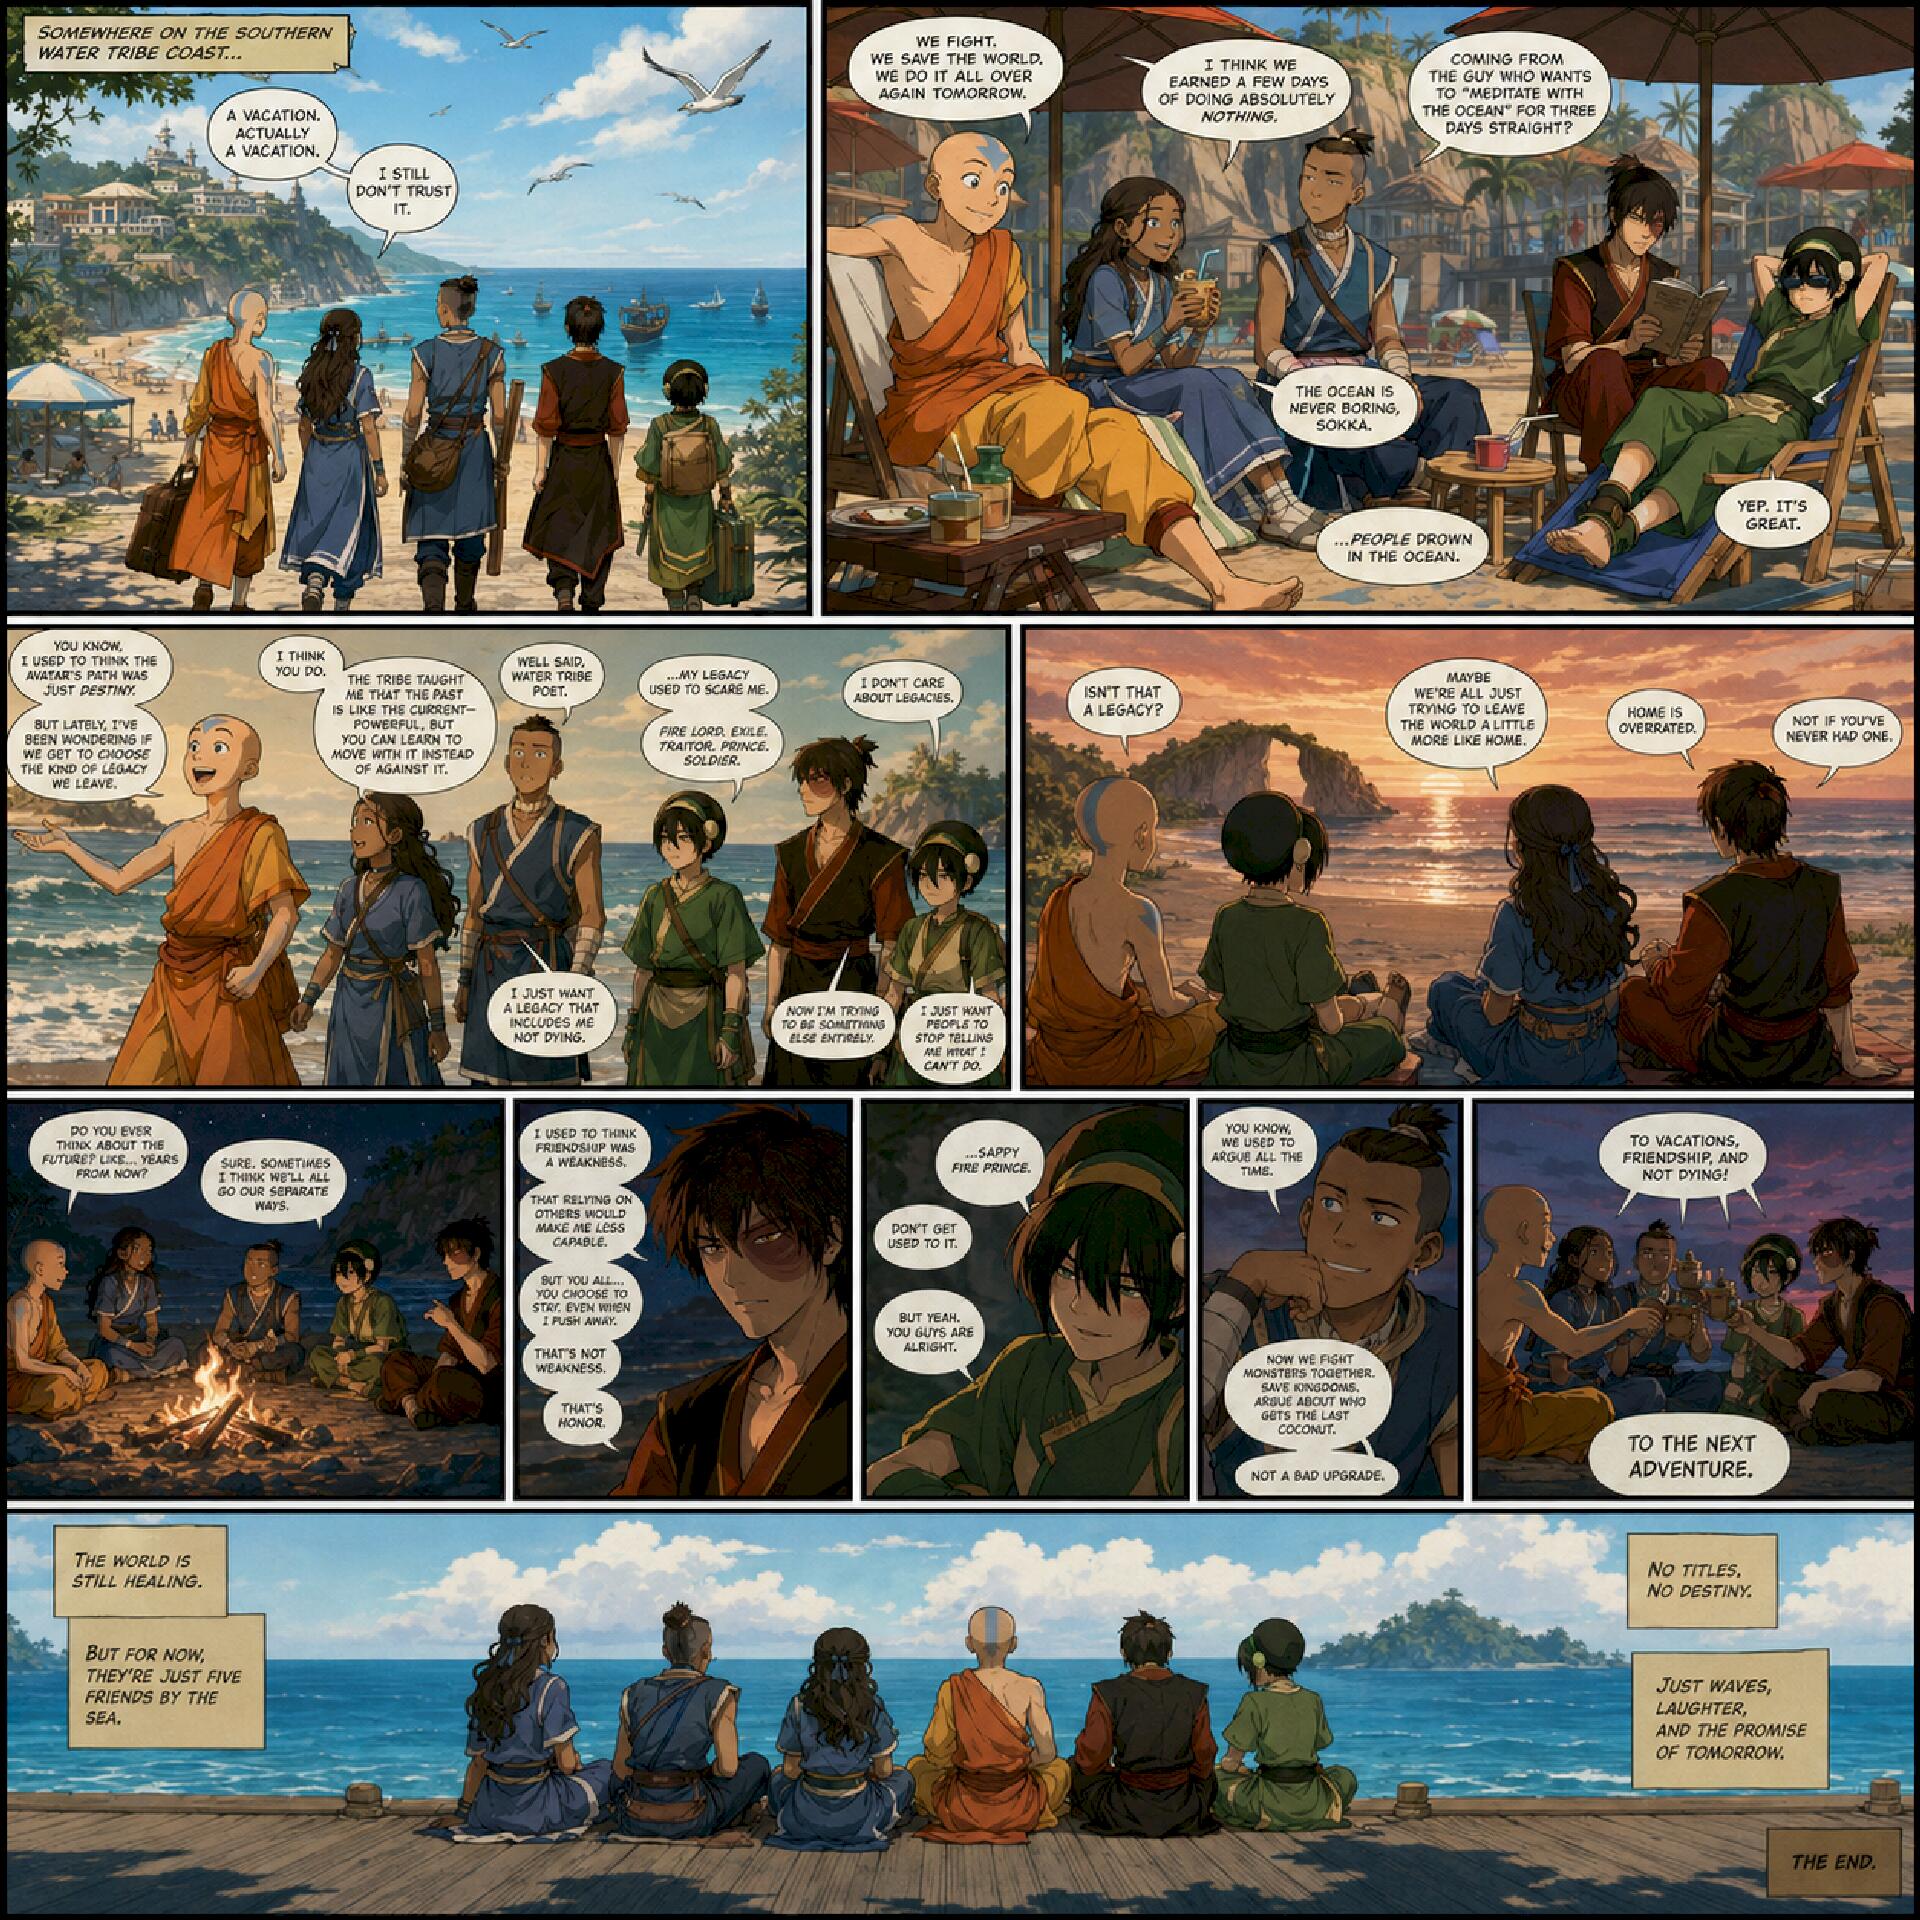 SOMEWHERE ON THE SOUTHERN
WATER TRIBE COAST...
A VACATION.
ACTUALLY
A VACATION.
I STILL
DON'T TRUST
IT.
WE FIGHT.
WE SAVE THE WORLD.
WE DO IT ALL OVER
AGAIN TOMORROW.
I THINK WE
EARNED A FEW DAYS
OF DOING ABSOLUTELY
NOTHING.
COMING FROM
THE GUY WHO WANTS
TO "MEDITATE WITH
THE OCEAN" FOR THREE
DAYS STRAIGHT?
THE OCEAN IS
NEVER BORING,
SOKKA.
...PEOPLE DROWN
IN THE OCEAN.
YEP. IT'S
GREAT.
YOU KNOW,
I USED TO THINK THE
AVATAR'S PATH WAS
JUST DESTINY.
BUT LATELY, I'VE
BEEN WONDERING IF
WE GET TO CHOOSE
THE KIND OF LEGACY
WE LEAVE.
I THINK
YOU DO.
THE TRIBE TAUGHT
ME THAT THE PAST
IS LIKE THE CURRENT—
POWERFUL, BUT
YOU CAN LEARN TO
MOVE WITH IT INSTEAD
OF AGAINST IT.
WELL SAID,
WATER TRIBE
POET.
I JUST WANT
A LEGACY THAT
INCLUDES ME
NOT DYING.
...MY LEGACY
USED TO SCARE ME.
FIRE LORD. EXILE.
TRAITOR. PRINCE.
SOLDIER.
NOW I'M TRYING
TO BE SOMETHING
ELSE ENTIRELY.
I DON'T CARE
ABOUT LEGACIES.
I JUST WANT
PEOPLE TO
STOP TELLING
ME WHAT I
CAN'T DO.
ISN'T THAT
A LEGACY?
MAYBE
WE'RE ALL JUST
TRYING TO LEAVE
THE WORLD A LITTLE
MORE LIKE HOME.
HOME IS
OVERRATED.
NOT IF YOU'VE
NEVER HAD ONE.
DO YOU EVER
THINK ABOUT THE
FUTURE? LIKE... YEARS
FROM NOW?
SURE. SOMETIMES
I THINK WE'LL ALL
GO OUR SEPARATE
WAYS.
I USED TO THINK
FRIENDSHIP WAS
A WEAKNESS.
THAT RELYING ON
OTHERS WOULD
MAKE ME LESS
CAPABLE.
BUT YOU ALL...
YOU CHOOSE TO
STAY. EVEN WHEN
I PUSH AWAY.
THAT'S NOT
WEAKNESS.
THAT'S
HONOR.
...SAPPY
FIRE PRINCE.
DON'T GET
USED TO IT.
BUT YEAH.
YOU GUYS ARE
ALRIGHT.
YOU KNOW,
WE USED TO
ARGUE ALL THE
TIME.
NOW WE FIGHT
MONSTERS TOGETHER.
SAVE KINGDOMS.
ARGUE ABOUT WHO
GETS THE LAST
COCONUT.
NOT A BAD UPGRADE.
TO VACATIONS,
FRIENDSHIP, AND
NOT DYING!
TO THE NEXT
ADVENTURE.
THE WORLD IS
STILL HEALING.
BUT FOR NOW,
THEY'RE JUST FIVE
FRIENDS BY THE
SEA.
NO TITLES.
NO DESTINY.
JUST WAVES,
LAUGHTER,
AND THE PROMISE
OF TOMORROW.
THE END.